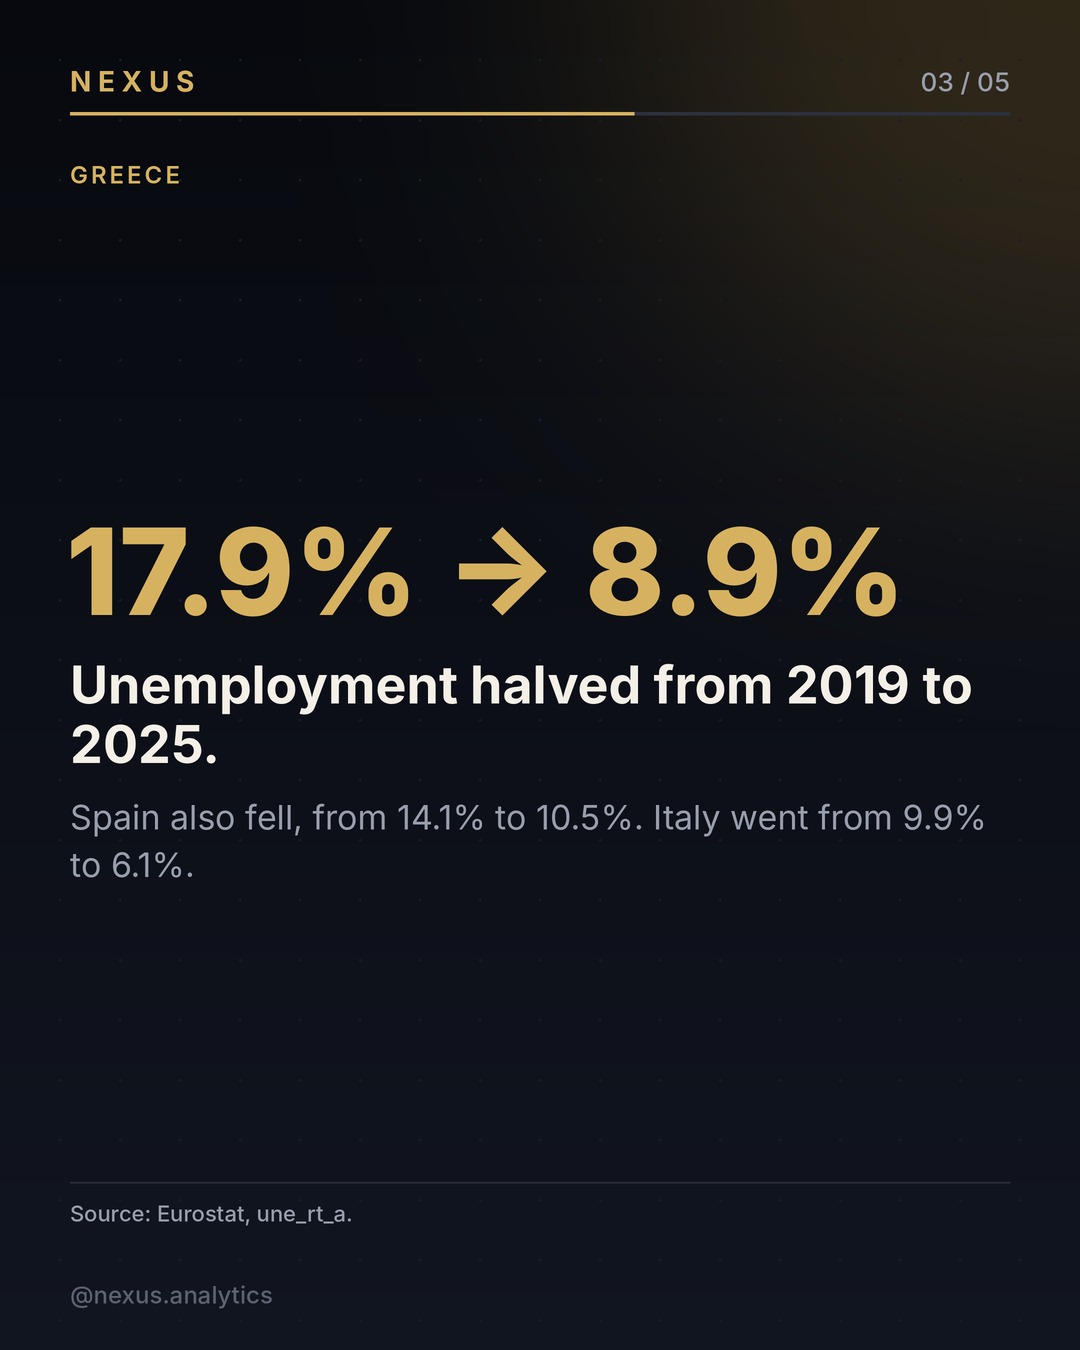 NEXUS
03 / 05
GREECE
17.9% → 8.9%
Unemployment halved from 2019 to
2025.
Spain also fell, from 14.1% to 10.5%. Italy went from 9.9%
to 6.1%.
Source: Eurostat, une_rt_a.
@nexus.analytics